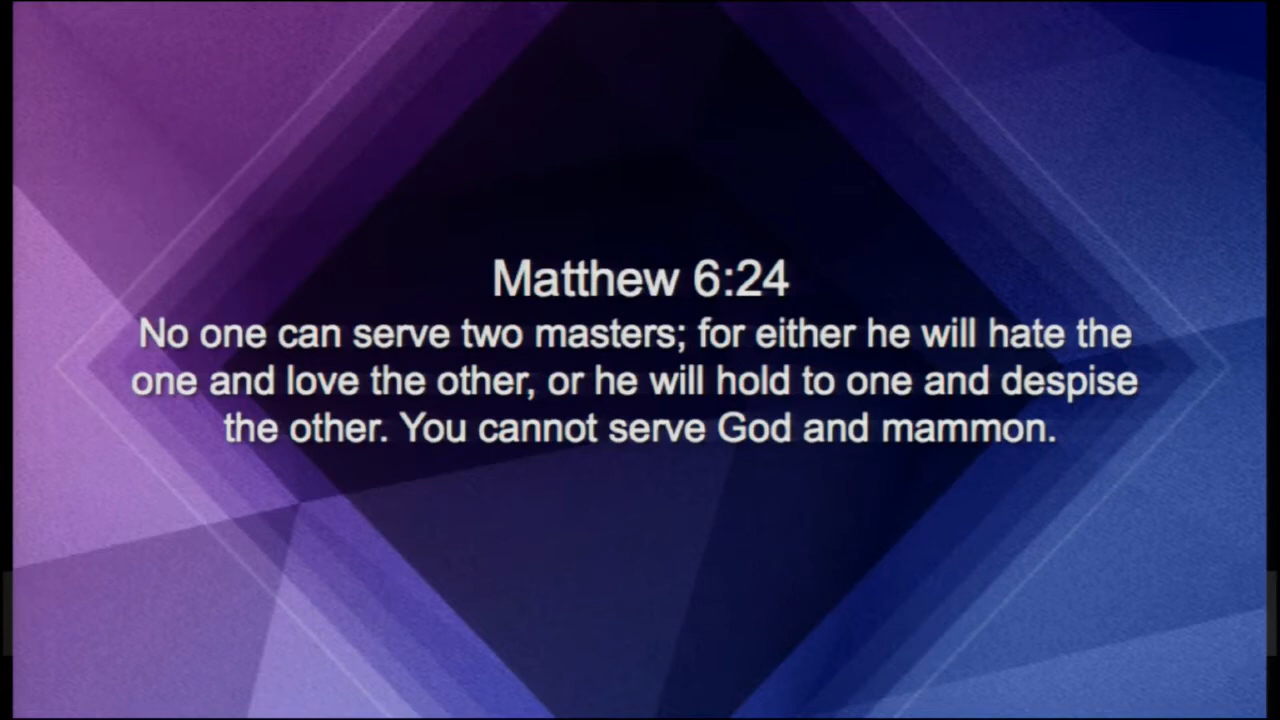 Matthew 6:24
No one can serve two masters; for either he will hate the
one and love the other, or he will hold to one and despise
the other. You cannot serve God and mammon.